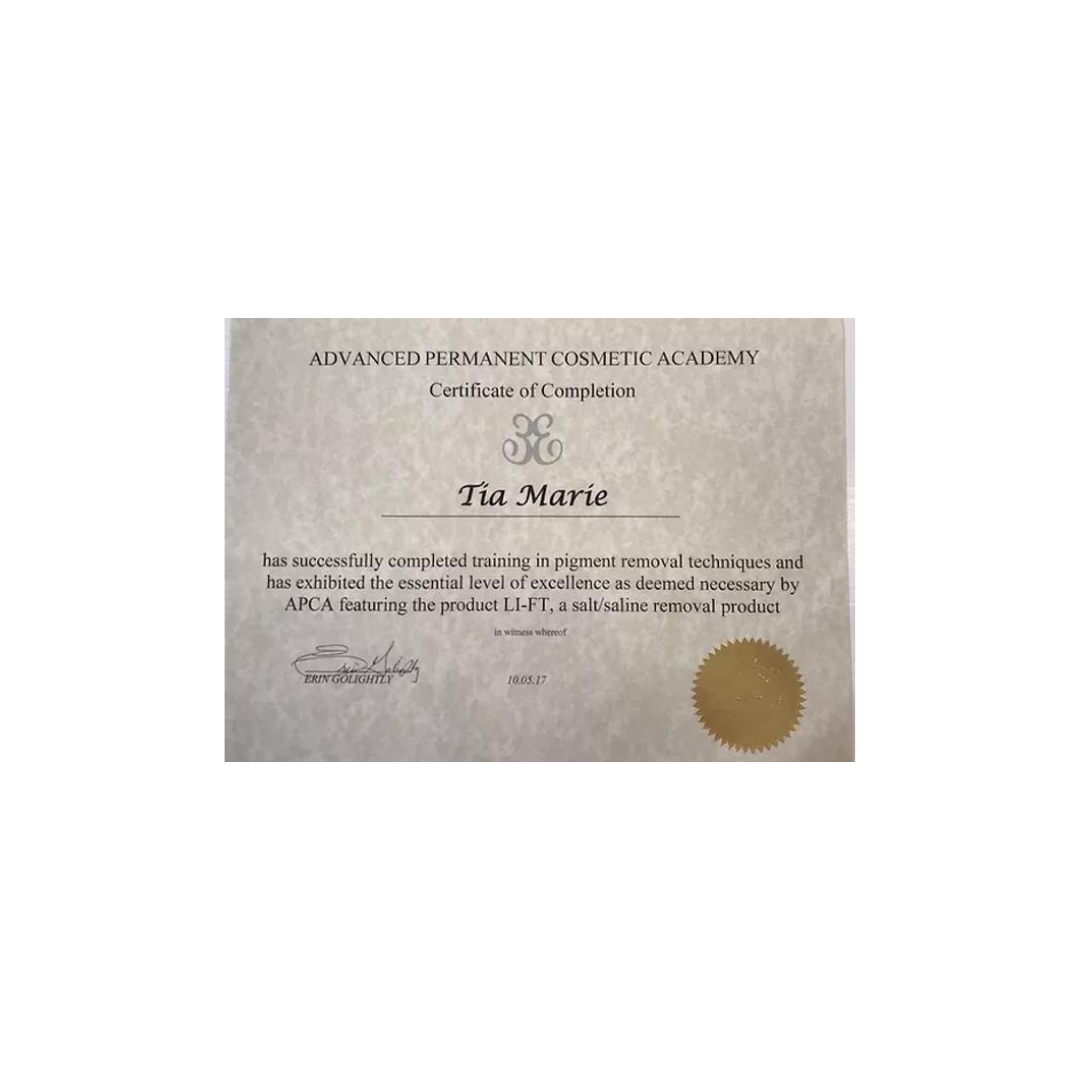 ADVANCED PERMANENT COSMETIC ACADEMY
Certificate of Completion
Tia Marie
has successfully completed training in pigment removal techniques and
has exhibited the essential level of excellence as deemed necessary by
APCA featuring the product LI-FT, a salt/saline removal product
in witness whereof
Erin Golightly
ERIN GOLIGHTLY
10.05.17